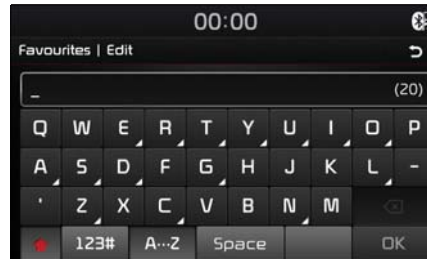 00:00
Favourites | Edit
_ (20)
Q W E R T Y U I O P
A S D F G H J K L -
' Z X C V B N M
123# A...Z Space OK